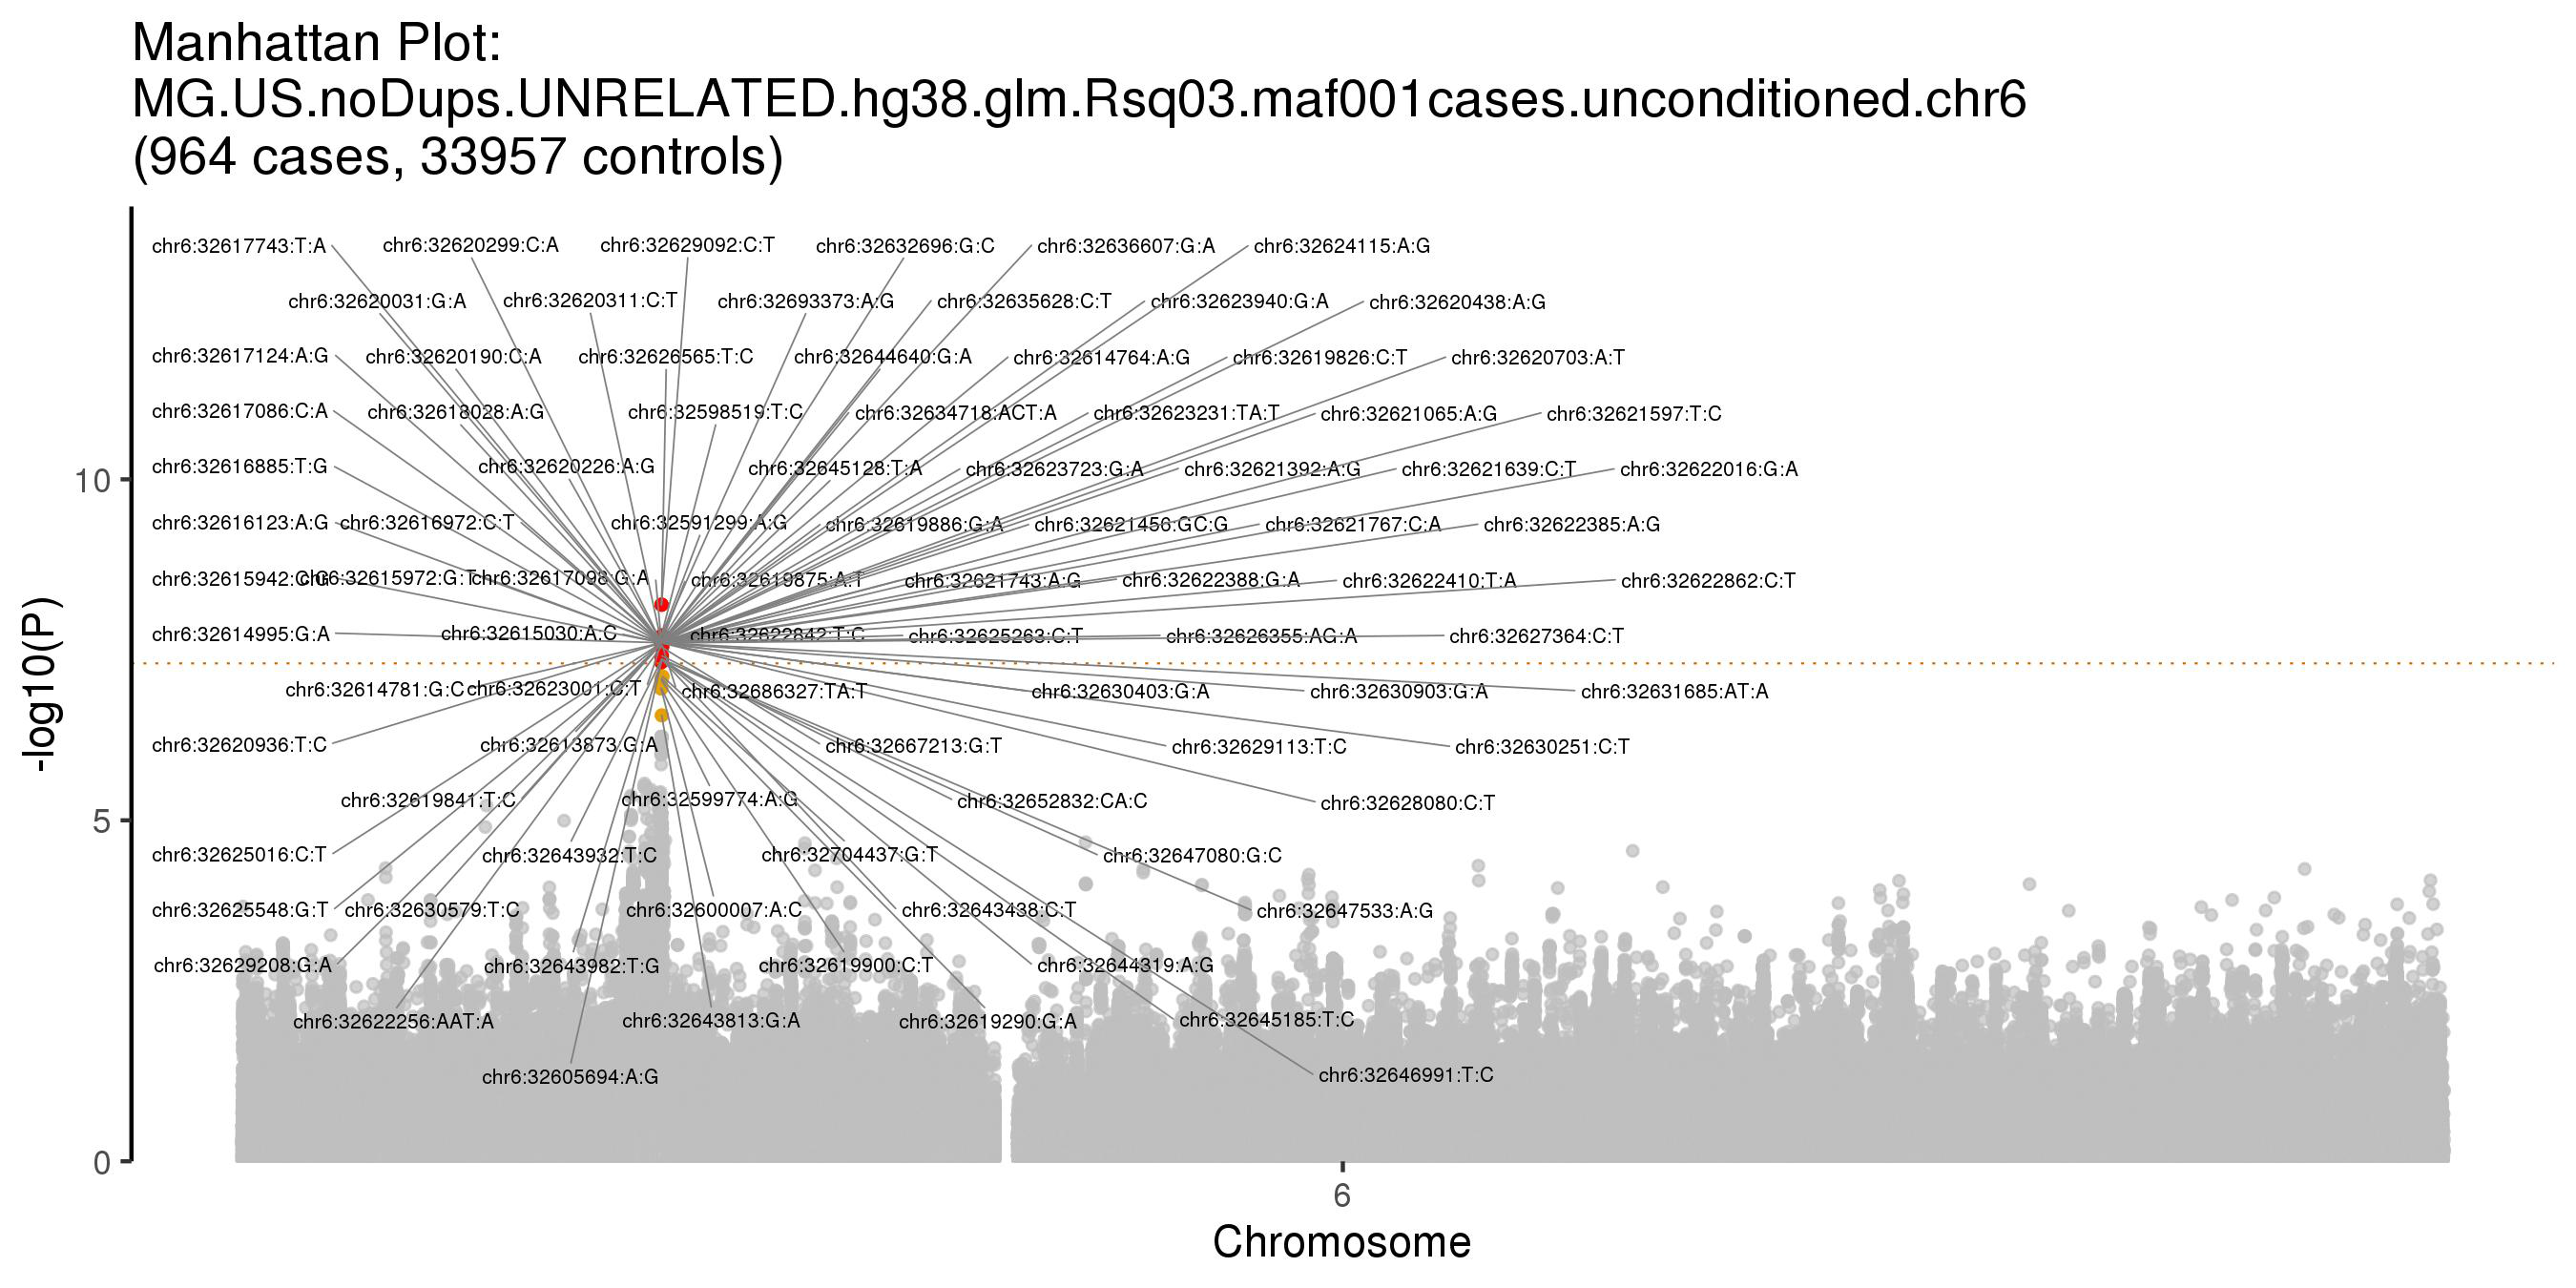 Manhattan Plot:
MG.US.noDups.UNRELATED.hg38.glm.Rsq03.maf001cases.unconditioned.chr6
(964 cases, 33957 controls)
chr6:32617743:T:A chr6:32620299:C:A chr6:32629092:C:T chr6:32632696:G:C chr6:32636607:G:A chr6:32624115:A:G
chr6:32620031:G:A chr6:32620311:C:T chr6:32693373:A:G chr6:32635628:C:T chr6:32623940:G:A chr6:32620438:A:G
chr6:32617124:A:G chr6:32620190:C:A chr6:32626565:T:C chr6:32644640:G:A chr6:32614764:A:G chr6:32619826:C:T chr6:32620703:A:T
chr6:32617086:C:A chr6:32618028:A:G chr6:32598519:T:C chr6:32634718:ACT:A chr6:32623231:TA:T chr6:32621065:A:G chr6:32621597:T:C
10
chr6:32616885:T:G chr6:32620226:A:G chr6:32645128:T:A chr6:32623723:G:A chr6:32621392:A:G chr6:32621639:C:T chr6:32622016:G:A
chr6:32616123:A:G chr6:32616972:C:T chr6:32591299:A:G chr6:32619886:G:A chr6:32621456:GC:G chr6:32621767:C:A chr6:32622385:A:G
chr6:32615942:C:G chr6:32615972:G:T chr6:32617098:G:A chr6:32619875:A:T chr6:32621743:A:G chr6:32622388:G:A chr6:32622410:T:A chr6:32622862:C:T
chr6:32614995:G:A chr6:32615030:A:C chr6:32622842:T:C chr6:32625263:C:T chr6:32626355:AG:A chr6:32627364:C:T
-log10(P)
chr6:32614781:G:C chr6:32623001:C:T chr6:32686327:TA:T chr6:32630403:G:A chr6:32630903:G:A chr6:32631685:AT:A
chr6:32620936:T:C chr6:32613873:G:A chr6:32667213:G:T chr6:32629113:T:C chr6:32630251:C:T
chr6:32619841:T:C chr6:32599774:A:G chr6:32652832:CA:C chr6:32628080:C:T
5
chr6:32625016:C:T chr6:32643932:T:C chr6:32704437:G:T chr6:32647080:G:C
chr6:32625548:G:T chr6:32630579:T:C chr6:32600007:A:C chr6:32643438:C:T chr6:32647533:A:G
chr6:32629208:G:A chr6:32643982:T:G chr6:32619900:C:T chr6:32644319:A:G
chr6:32622256:AAT:A chr6:32643813:G:A chr6:32619290:G:A chr6:32645185:T:C
chr6:32605694:A:G chr6:32646991:T:C
0
6
Chromosome